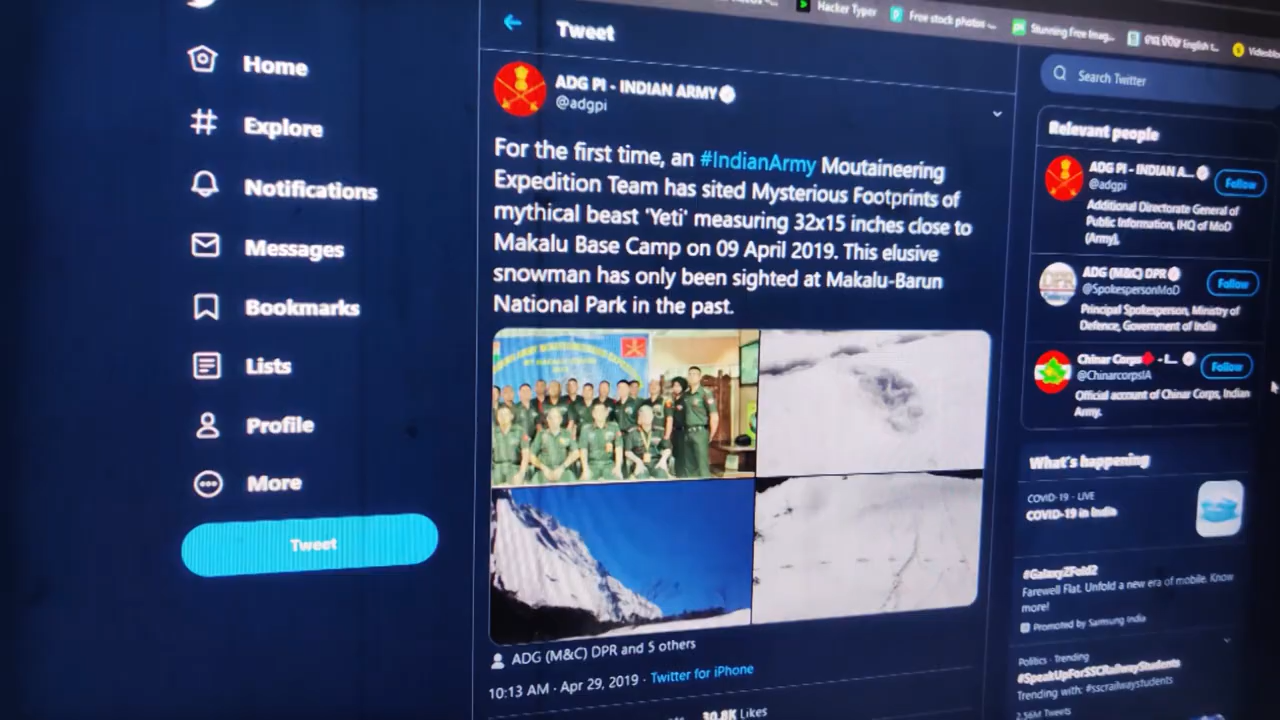 Hacker Typer
Free stock photos -...
Stunning Free Imag...
Home
Explore
Notifications
Messages
Bookmarks
Lists
Profile
More
Tweet
Tweet
ADG PI - INDIAN ARMY
@adgpi
For the first time, an #IndianArmy Moutaineering
Expedition Team has sited Mysterious Footprints of
mythical beast 'Yeti' measuring 32x15 inches close to
Makalu Base Camp on 09 April 2019. This elusive
snowman has only been sighted at Makalu-Barun
National Park in the past.
ADG (M&C) DPR and 5 others
10:13 AM · Apr 29, 2019 · Twitter for iPhone
30.8K Likes
Search Twitter
Relevant people
ADG PI - INDIAN A...
@adgpi
Follow
Additional Directorate General of
Public Information, IHQ of MoD
(Army).
ADG (M&C) DPR
@SpokespersonMoD
Follow
Principal Spokesperson, Ministry of
Defence, Government of India
Chinar Corps - I...
@ChinarcorpsIA
Follow
Official account of Chinar Corps, Indian
Army.
What's happening
COVID-19 · LIVE
COVID-19 in India
#GalaxyZFold2
Farewell Flat. Unfold a new era of mobile. Know
more!
Promoted by Samsung India
Politics · Trending
#SpeakUpForSSCRailwayStudents
Trending with: #sscrailwaystudents
2.56M Tweets